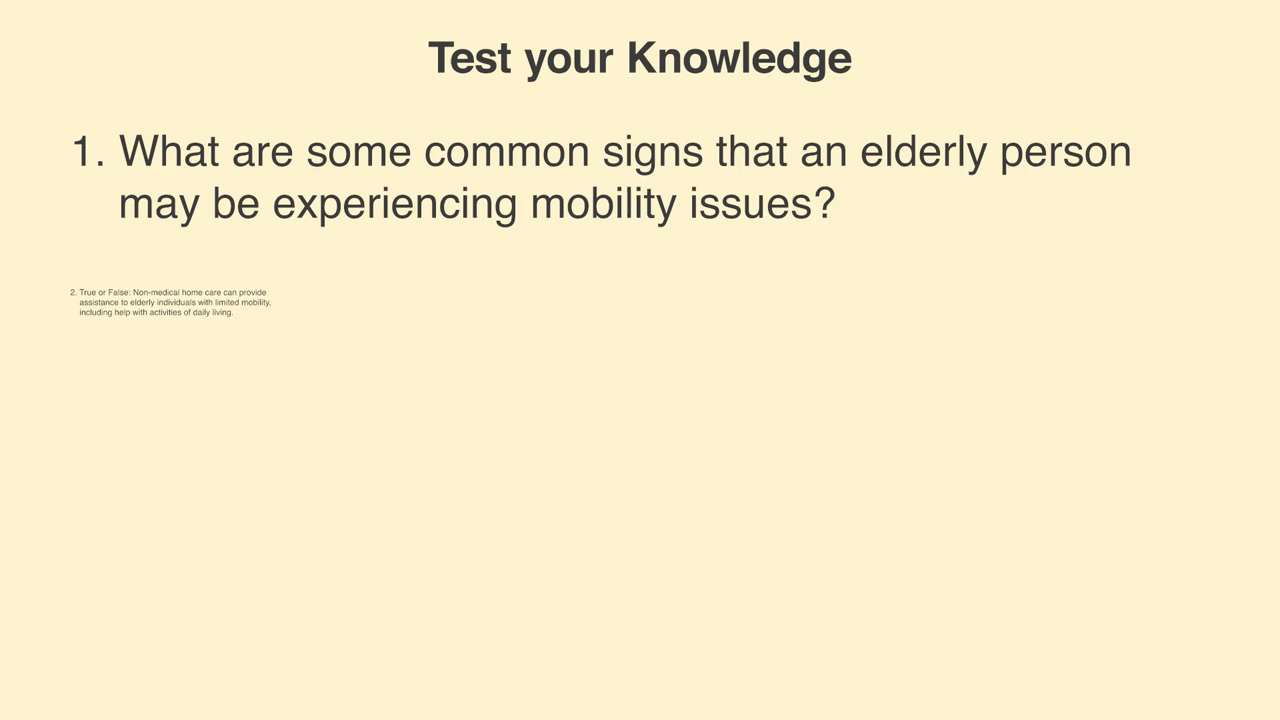 Test your Knowledge
1. What are some common signs that an elderly person
may be experiencing mobility issues?
2. True or False: Non-medical home care can provide
assistance to elderly individuals with limited mobility,
including help with activities of daily living.